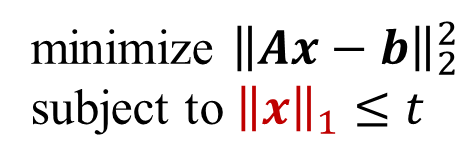 minimize ‖Ax − b‖₂²
subject to ‖x‖₁ ≤ t